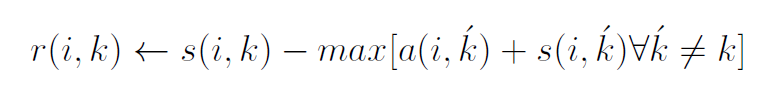 r(i, k) ← s(i, k) − max[a(i, ḱ) + s(i, ḱ)∀ḱ ≠ k]